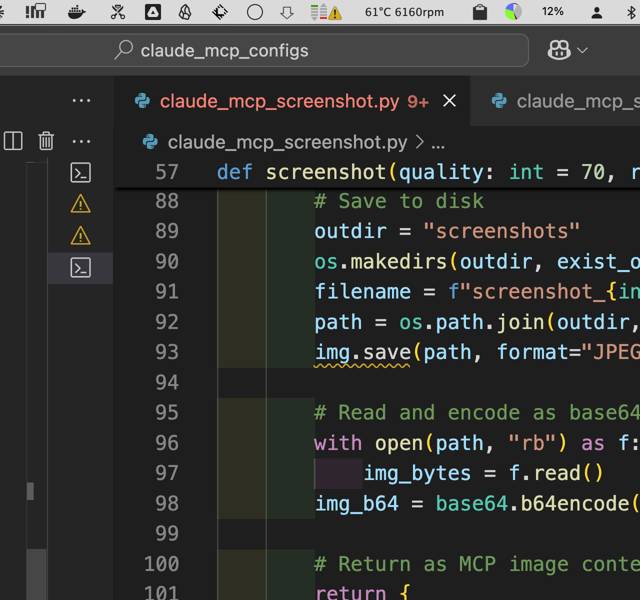 61°C 6160rpm 12%
claude_mcp_configs
claude_mcp_screenshot.py 9+ claude_mcp_s
claude_mcp_screenshot.py > ...
57 def screenshot(quality: int = 70, r
88 # Save to disk
89 outdir = "screenshots"
90 os.makedirs(outdir, exist_o
91 filename = f"screenshot_{in
92 path = os.path.join(outdir,
93 img.save(path, format="JPEG
94
95 # Read and encode as base64
96 with open(path, "rb") as f:
97 img_bytes = f.read()
98 img_b64 = base64.b64encode(
99
100 # Return as MCP image conte
101 return {